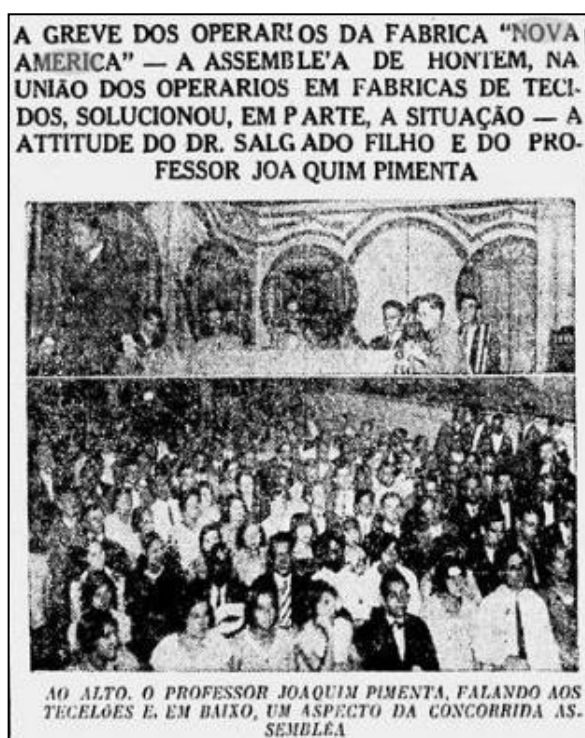 A GREVE DOS OPERARIOS DA FABRICA "NOVA
AMERICA" — A ASSEMBLE'A DE HONTEM, NA
UNIÃO DOS OPERARIOS EM FABRICAS DE TECI-
DOS, SOLUCIONOU, EM PARTE, A SITUAÇÃO — A
ATTITUDE DO DR. SALGADO FILHO E DO PRO-
FESSOR JOA QUIM PIMENTA
AO ALTO. O PROFESSOR JOAQUIM PIMENTA, FALANDO AOS
TECELÕES E. EM BAIXO, UM ASPECTO DA CONCORRIDA AS-
SEMBLÉA